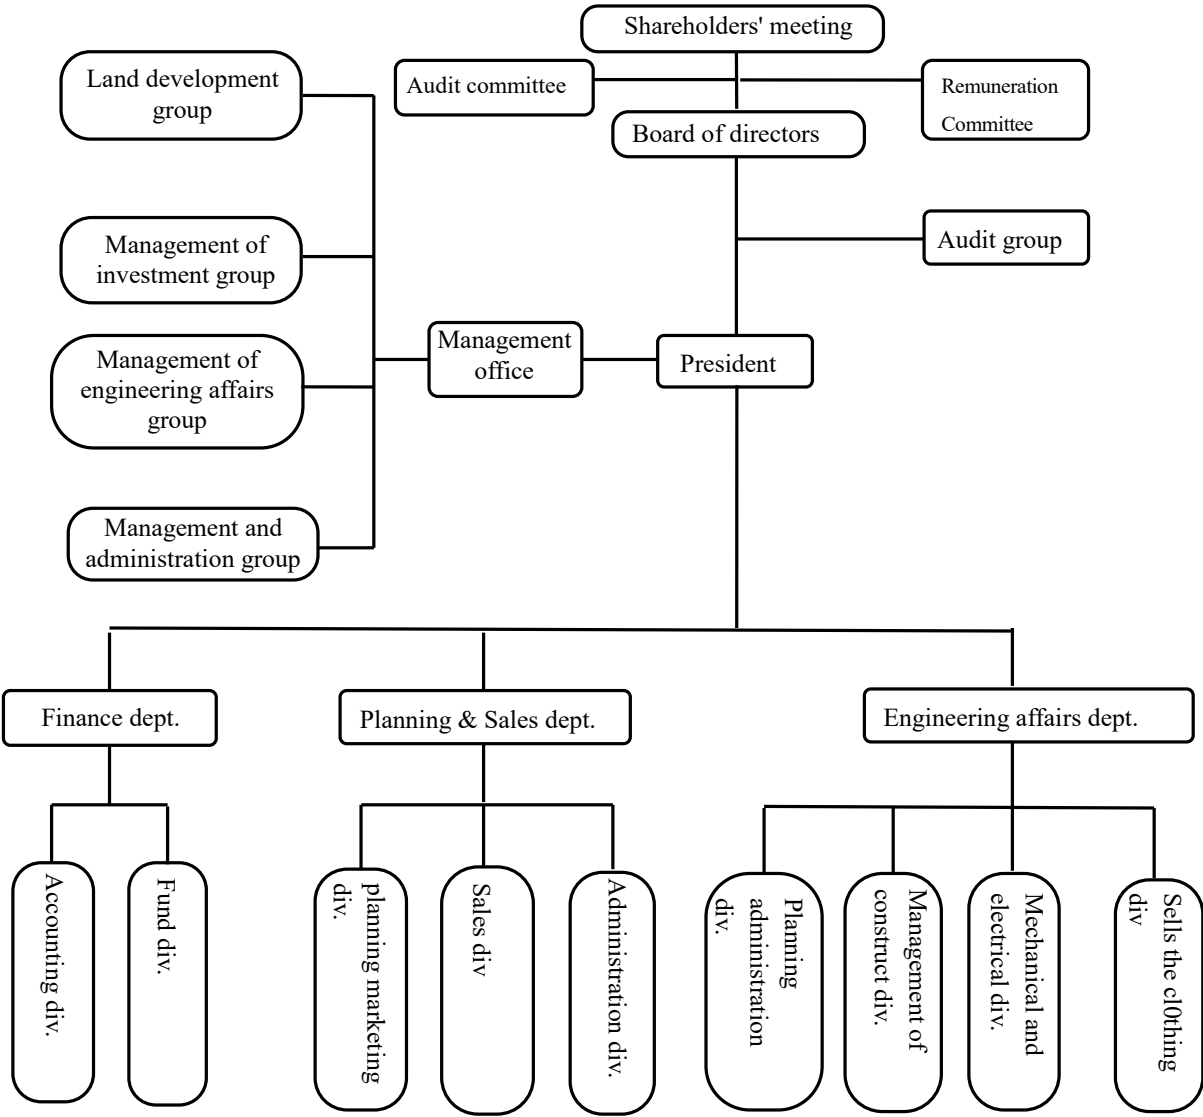 Shareholders' meeting
Land development
group
Audit committee
Remuneration
Committee
Board of directors
Management of
investment group
Audit group
Management
office
President
Management of
engineering affairs
group
Management and
administration group
Finance dept.
Planning & Sales dept.
Engineering affairs dept.
Accounting div.
Fund div.
planning marketing
div.
Sales div
Administration div.
Planning
administration
div.
Management of
construct div.
Mechanical and
electrical div.
Sells the cl0thing
div